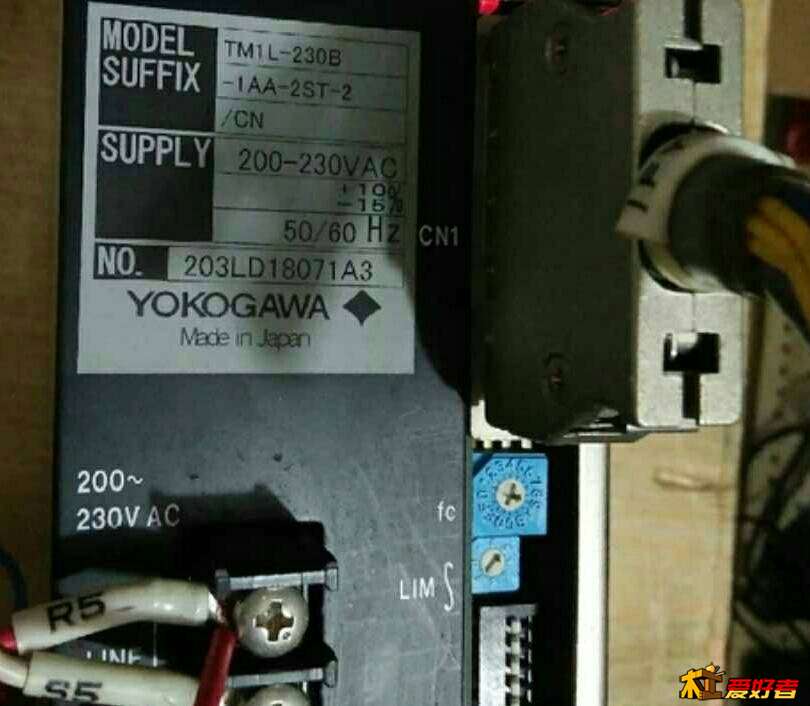 MODEL TM1L-230B
SUFFIX -1AA-2ST-2
/CN
SUPPLY 200-230VAC
+10%
-15%
50/60 Hz
NO. 203LD18071A3
YOKOGAWA
Made in Japan
CN1
200~
230V AC
fc
LIM∫
R5
LINE
S5
爱好者